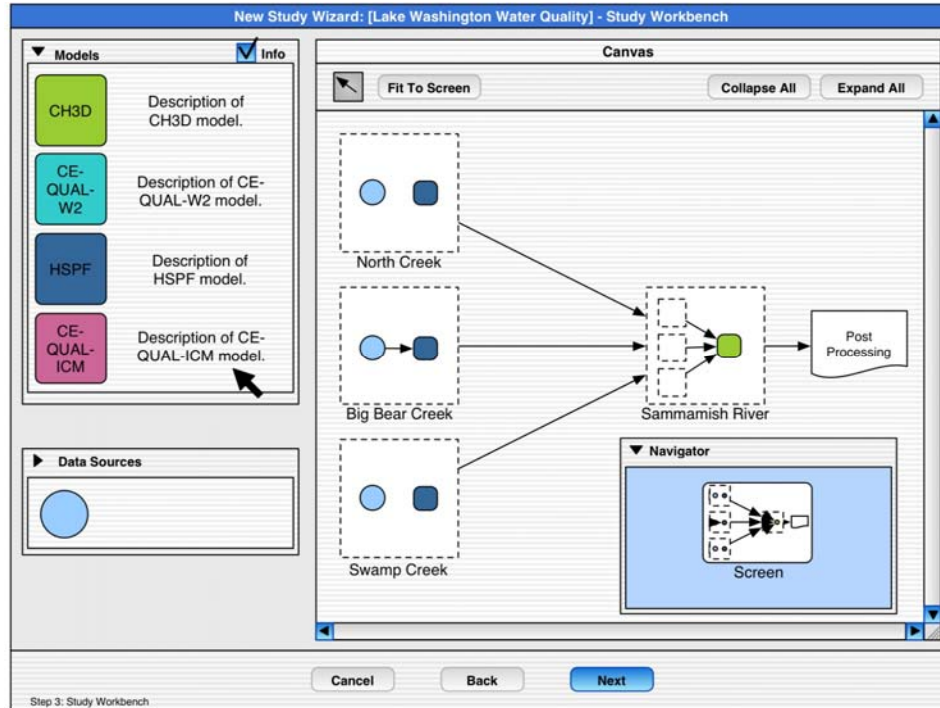 New Study Wizard: [Lake Washington Water Quality] - Study Workbench
Models
Info
CH3D
Description of
CH3D model.
CE-
QUAL-
W2
Description of CE-
QUAL-W2 model.
HSPF
Description of
HSPF model.
CE-
QUAL-
ICM
Description of CE-
QUAL-ICM model.
Data Sources
Canvas
Fit To Screen
Collapse All
Expand All
North Creek
Big Bear Creek
Swamp Creek
Sammamish River
Post
Processing
Navigator
Screen
Cancel
Back
Next
Step 3: Study Workbench